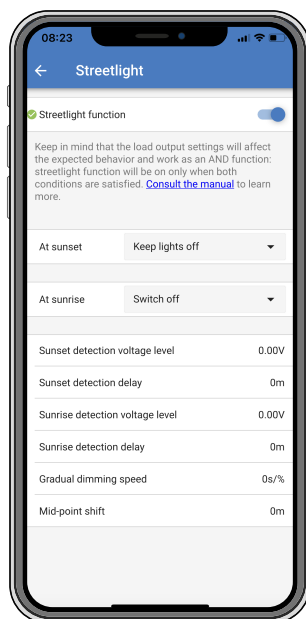 08:23
Streetlight
Streetlight function
Keep in mind that the load output settings will affect
the expected behavior and work as an AND function:
streetlight function will be on only when both
conditions are satisfied. Consult the manual to learn
more.
At sunset Keep lights off
At sunrise Switch off
Sunset detection voltage level 0.00V
Sunset detection delay 0m
Sunrise detection voltage level 0.00V
Sunrise detection delay 0m
Gradual dimming speed 0s/%
Mid-point shift 0m